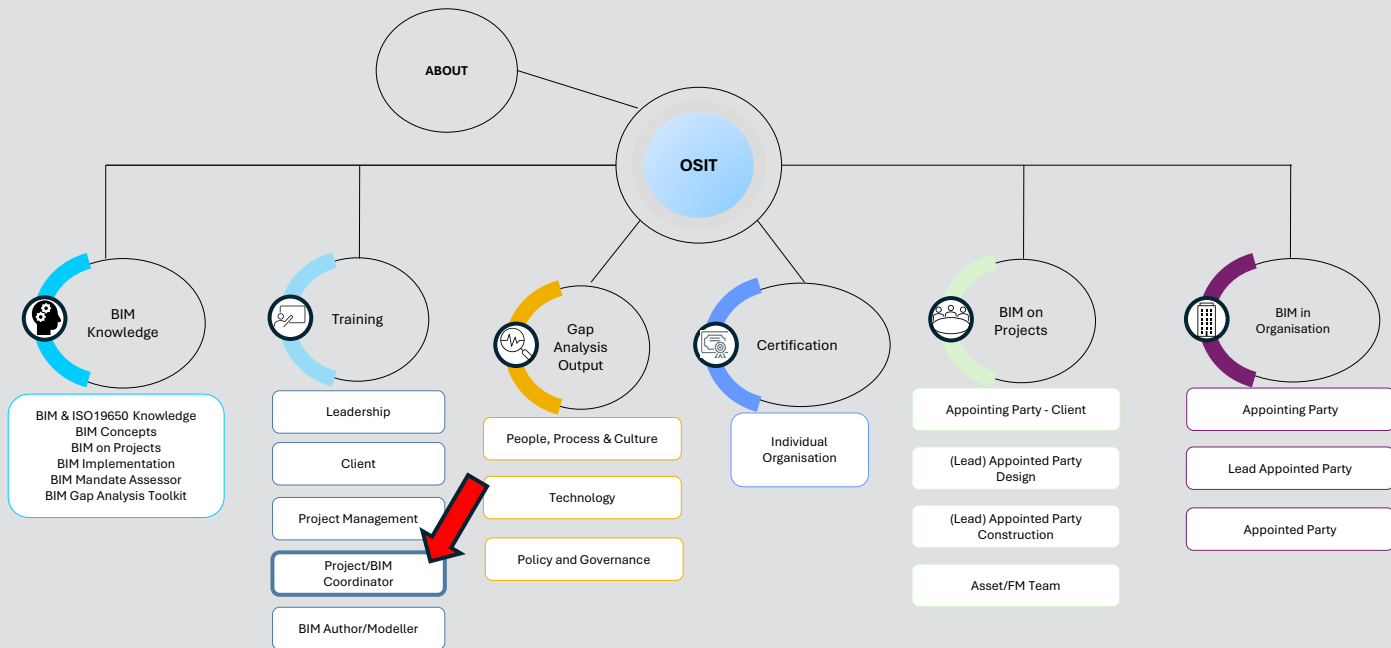 ABOUT
OSIT
BIM
Knowledge
BIM & ISO19650 Knowledge
BIM Concepts
BIM on Projects
BIM Implementation
BIM Mandate Assessor
BIM Gap Analysis Toolkit
Training
Leadership
Client
Project Management
Project/BIM
Coordinator
BIM Author/Modeller
Gap
Analysis
Output
People, Process & Culture
Technology
Policy and Governance
Certification
Individual
Organisation
BIM on
Projects
Appointing Party - Client
(Lead) Appointed Party
Design
(Lead) Appointed Party
Construction
Asset/FM Team
BIM in
Organisation
Appointing Party
Lead Appointed Party
Appointed Party